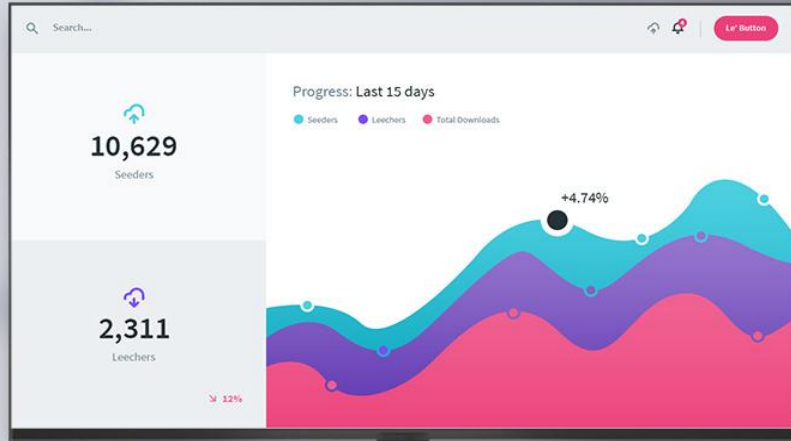 Search...
Le' Button
10,629
Seeders
2,311
Leechers
12%
Progress: Last 15 days
Seeders
Leechers
Total Downloads
+4.74%